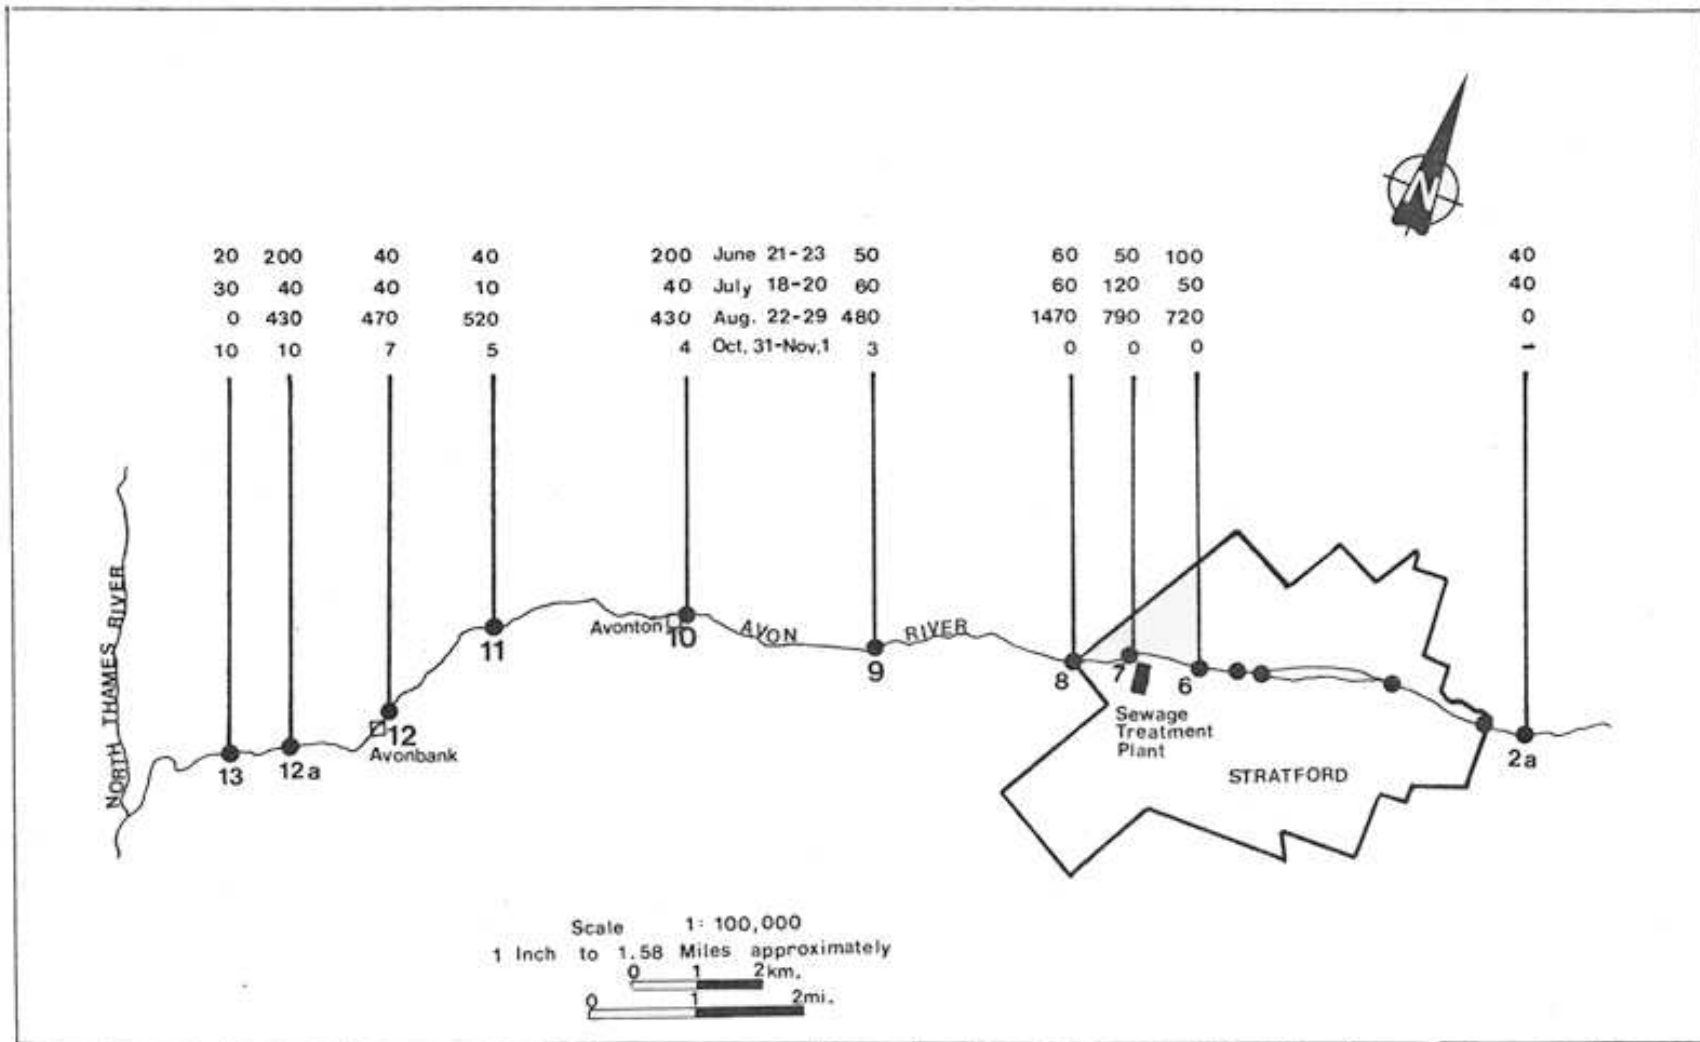 N
20 200 40 40 200 June 21-23 50 60 50 100 40
30 40 40 10 40 July 18-20 60 60 120 50 40
0 430 470 520 430 Aug. 22-29 480 1470 790 720 0
10 10 7 5 4 Oct. 31-Nov. 1 3 0 0 0 -
NORTH THAMES RIVER
Avonton
10
AVON RIVER
11
9
8
7
6
12
Avonbank
13
12a
Sewage
Treatment
Plant
STRATFORD
2a
Scale 1: 100,000
1 Inch to 1.58 Miles approximately
0 1 2km.
0 1 2mi.